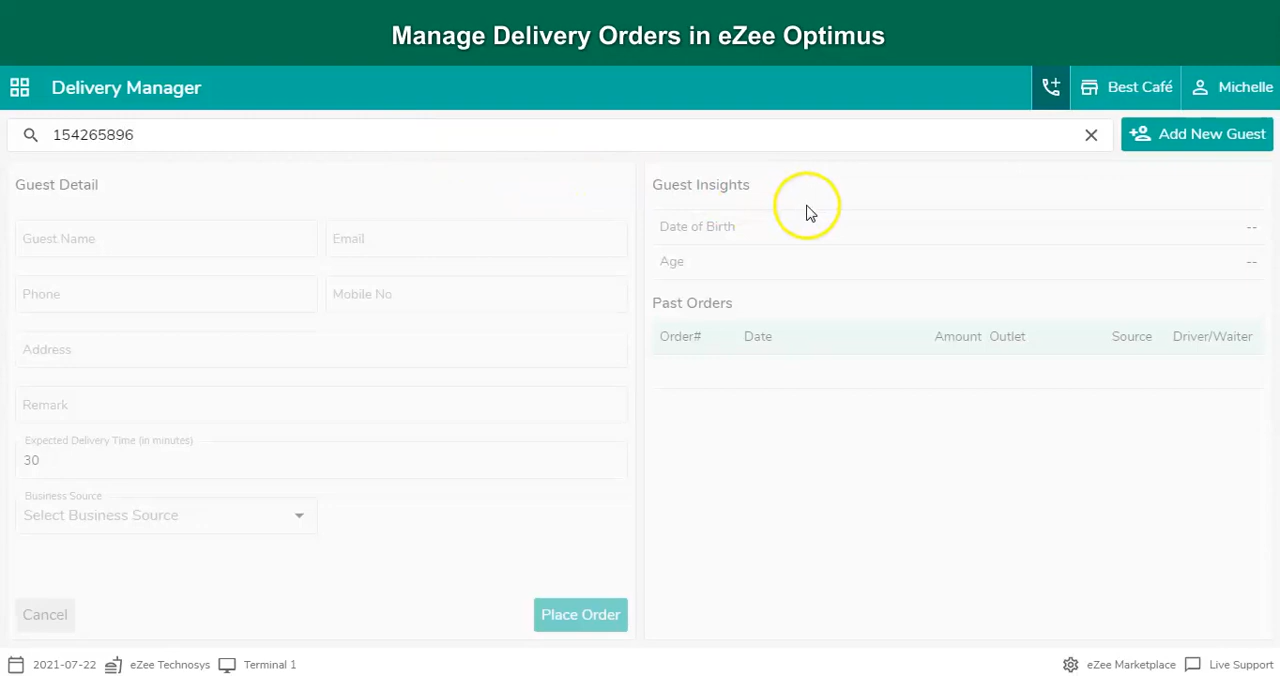 Manage Delivery Orders in eZee Optimus
Delivery Manager
Best Café
Michelle
154265896
Add New Guest
Guest Detail
Guest Name
Email
Phone
Mobile No
Address
Remark
Expected Delivery Time (in minutes)
30
Business Source
Select Business Source
Cancel
Place Order
Guest Insights
Date of Birth --
Age --
Past Orders
Order# Date Amount Outlet Source Driver/Waiter
2021-07-22 eZee Technosys Terminal 1
eZee Marketplace Live Support